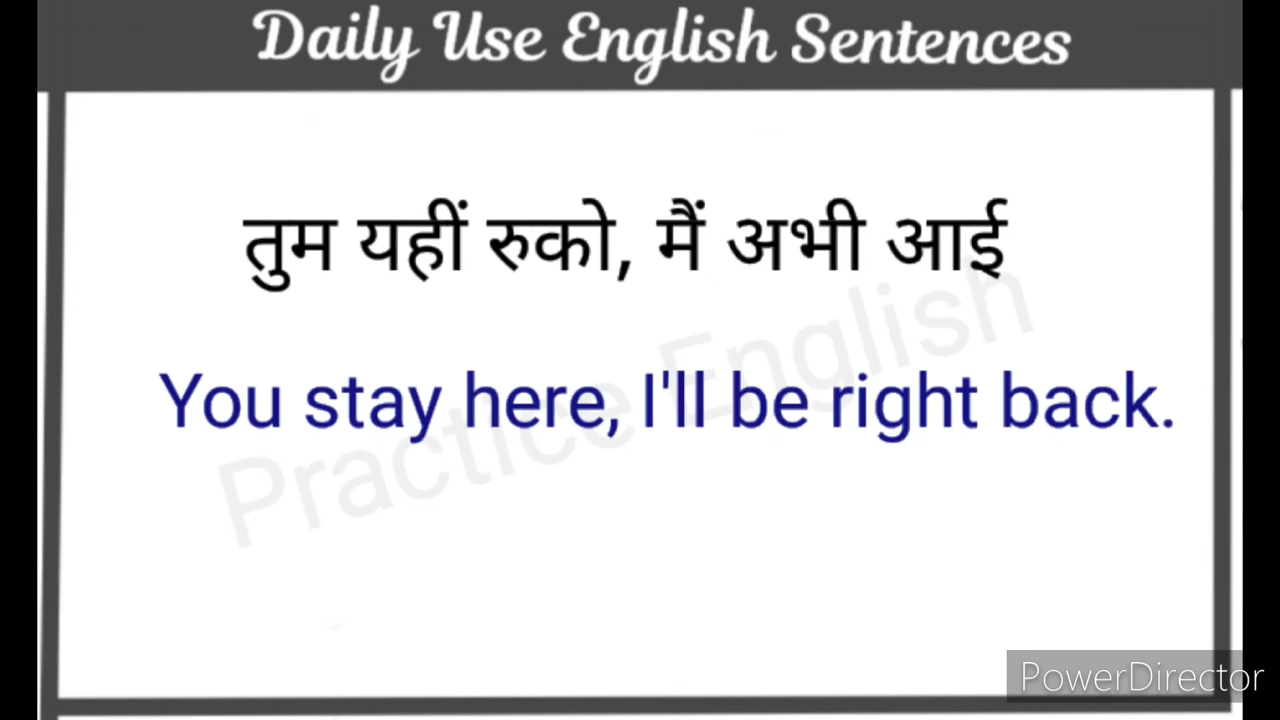 Daily Use English Sentences
तुम यहीं रुको, मैं अभी आई
Practice English
You stay here, I'll be right back.
PowerDirector